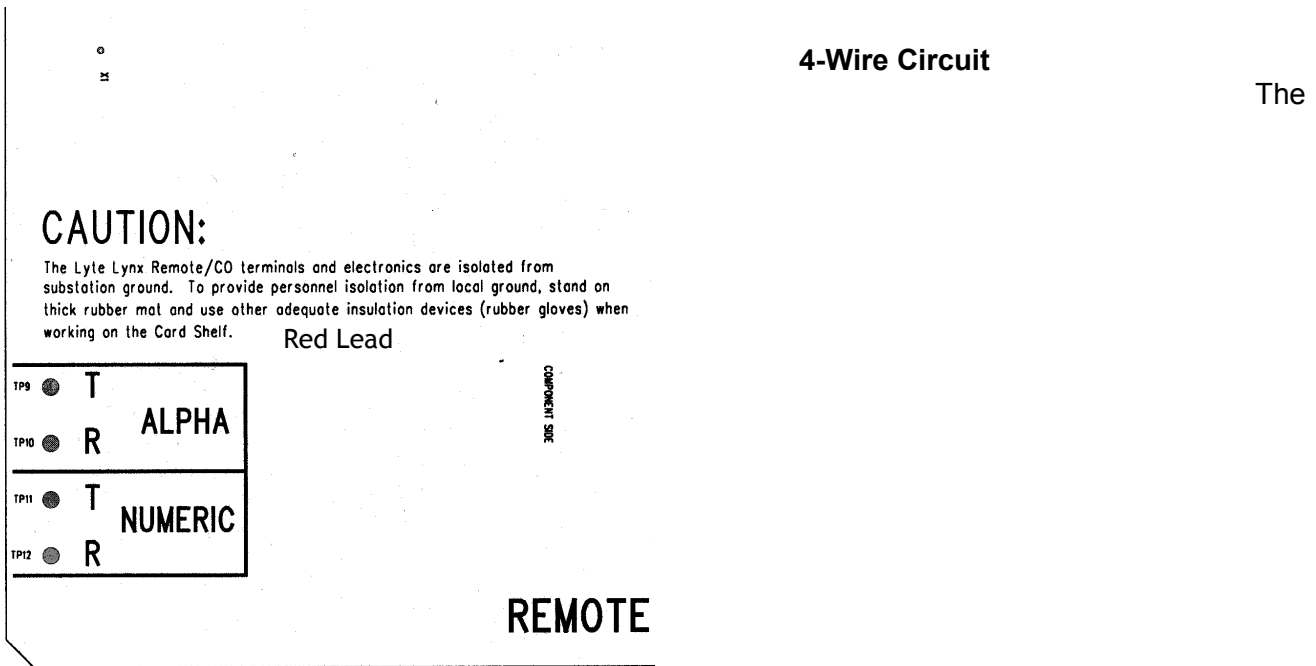 4-Wire Circuit
The
CAUTION:
The Lyte Lynx Remote/CO terminals and electronics are isolated from
substation ground. To provide personnel isolation from local ground, stand on
thick rubber mat and use other adequate insulation devices (rubber gloves) when
working on the Card Shelf.
Red Lead
TP9 T
ALPHA
TP10 R
TP11 T
NUMERIC
TP12 R
COMPONENT SIDE
REMOTE